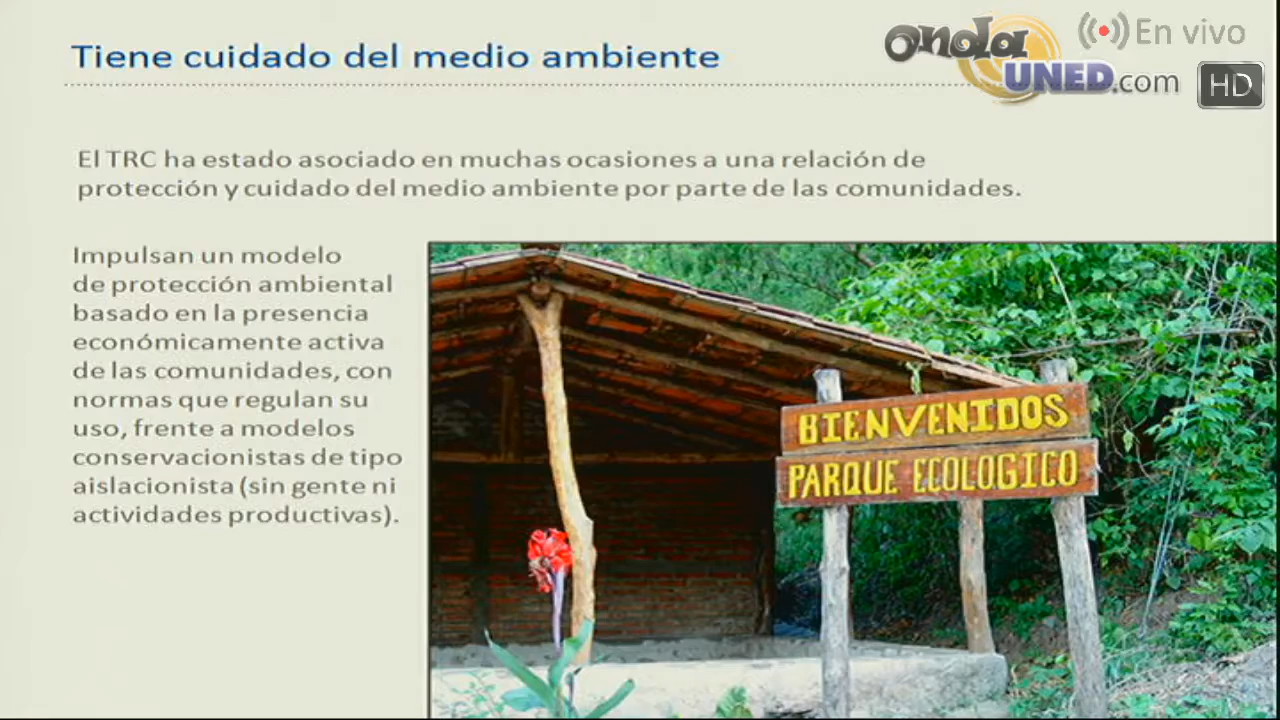 Tiene cuidado del medio ambiente
onda
UNED.com
En vivo
HD
El TRC ha estado asociado en muchas ocasiones a una relación de
protección y cuidado del medio ambiente por parte de las comunidades.
Impulsan un modelo
de protección ambiental
basado en la presencia
económicamente activa
de las comunidades, con
normas que regulan su
uso, frente a modelos
conservacionistas de tipo
aislacionista (sin gente ni
actividades productivas).
BIENVENIDOS
PARQUE ECOLOGICO